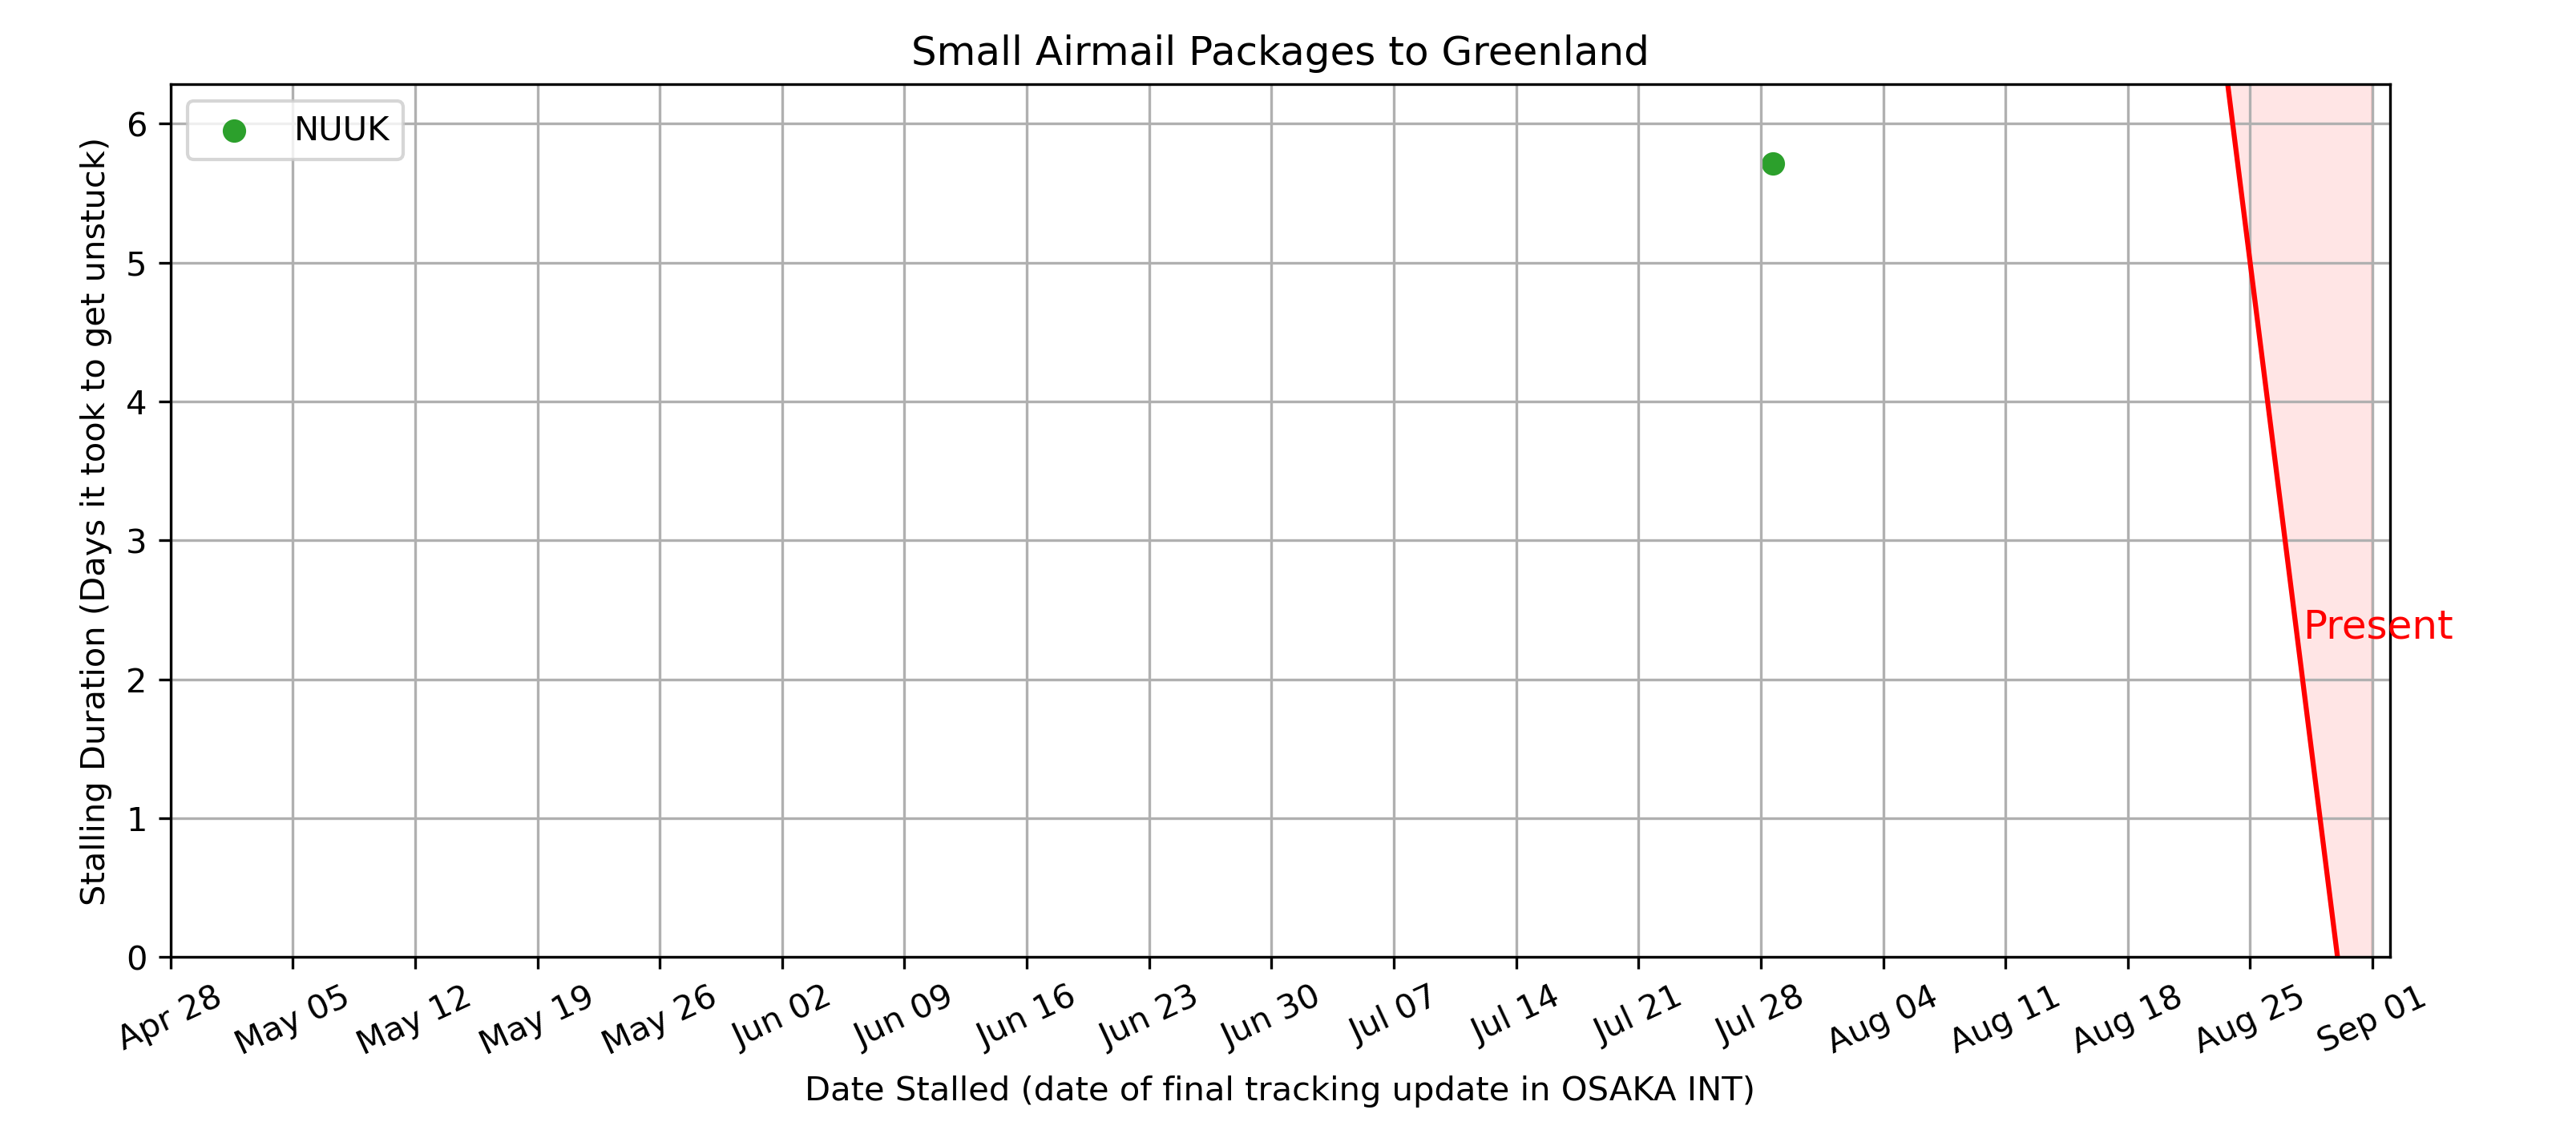 Small Airmail Packages to Greenland
NUUK
Stalling Duration (Days it took to get unstuck)
6
5
4
3
2
1
0
Present
Apr 28
May 05
May 12
May 19
May 26
Jun 02
Jun 09
Jun 16
Jun 23
Jun 30
Jul 07
Jul 14
Jul 21
Jul 28
Aug 04
Aug 11
Aug 18
Aug 25
Sep 01
Date Stalled (date of final tracking update in OSAKA INT)